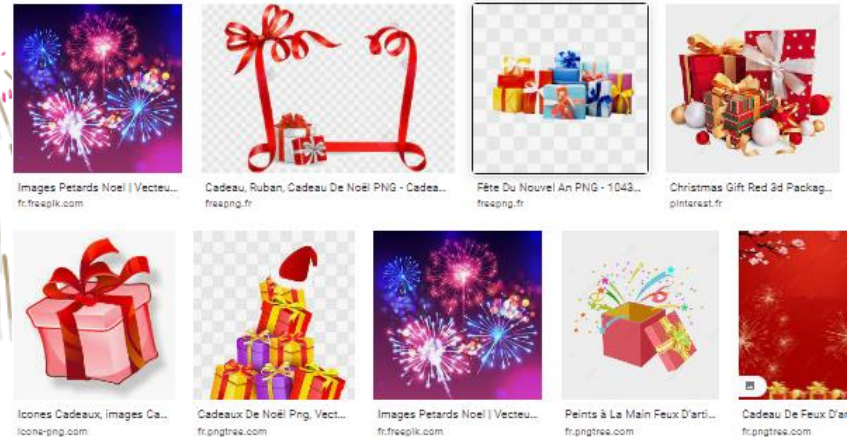 Images Petards Noel | Vecteu...
fr.freepik.com
Cadeau, Ruban, Cadeau De Noël PNG - Cadea...
freepng.fr
Fête Du Nouvel An PNG - 1043...
freepng.fr
Christmas Gift Red 3d Packag...
pinterest.fr
Icones Cadeaux, images Ca...
icone-png.com
Cadeaux De Noël Png, Vect...
fr.pngtree.com
Images Petards Noel | Vecteu...
fr.freepik.com
Peints à La Main Feux D'arti...
fr.pngtree.com
Cadeau De Feux D'ar
fr.pngtree.com